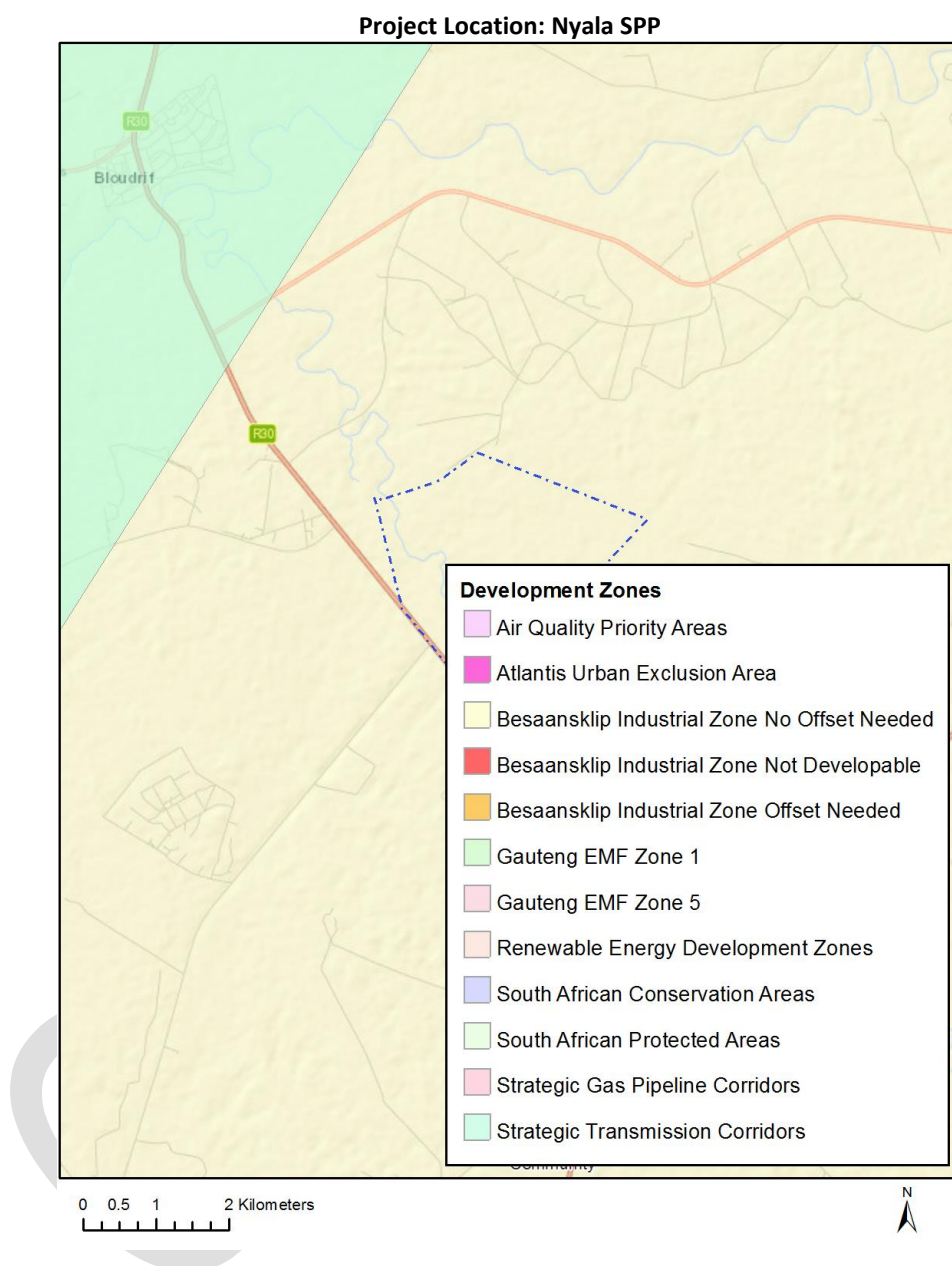 Project Location: Nyala SPP
R30
Bloudrif
R30
Development Zones
Air Quality Priority Areas
Atlantis Urban Exclusion Area
Besaansklip Industrial Zone No Offset Needed
Besaansklip Industrial Zone Not Developable
Besaansklip Industrial Zone Offset Needed
Gauteng EMF Zone 1
Gauteng EMF Zone 5
Renewable Energy Development Zones
South African Conservation Areas
South African Protected Areas
Strategic Gas Pipeline Corridors
Strategic Transmission Corridors
Community
0 0.5 1 2 Kilometers
N